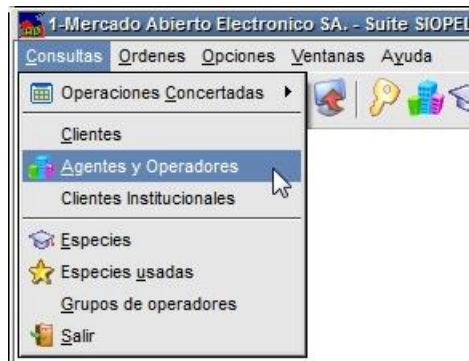 1-Mercado Abierto Electronico SA. - Suite SIOPEL
Consultas Ordenes Opciones Ventanas Ayuda
Operaciones Concertadas
Clientes
Agentes y Operadores
Clientes Institucionales
Especies
Especies usadas
Grupos de operadores
Salir